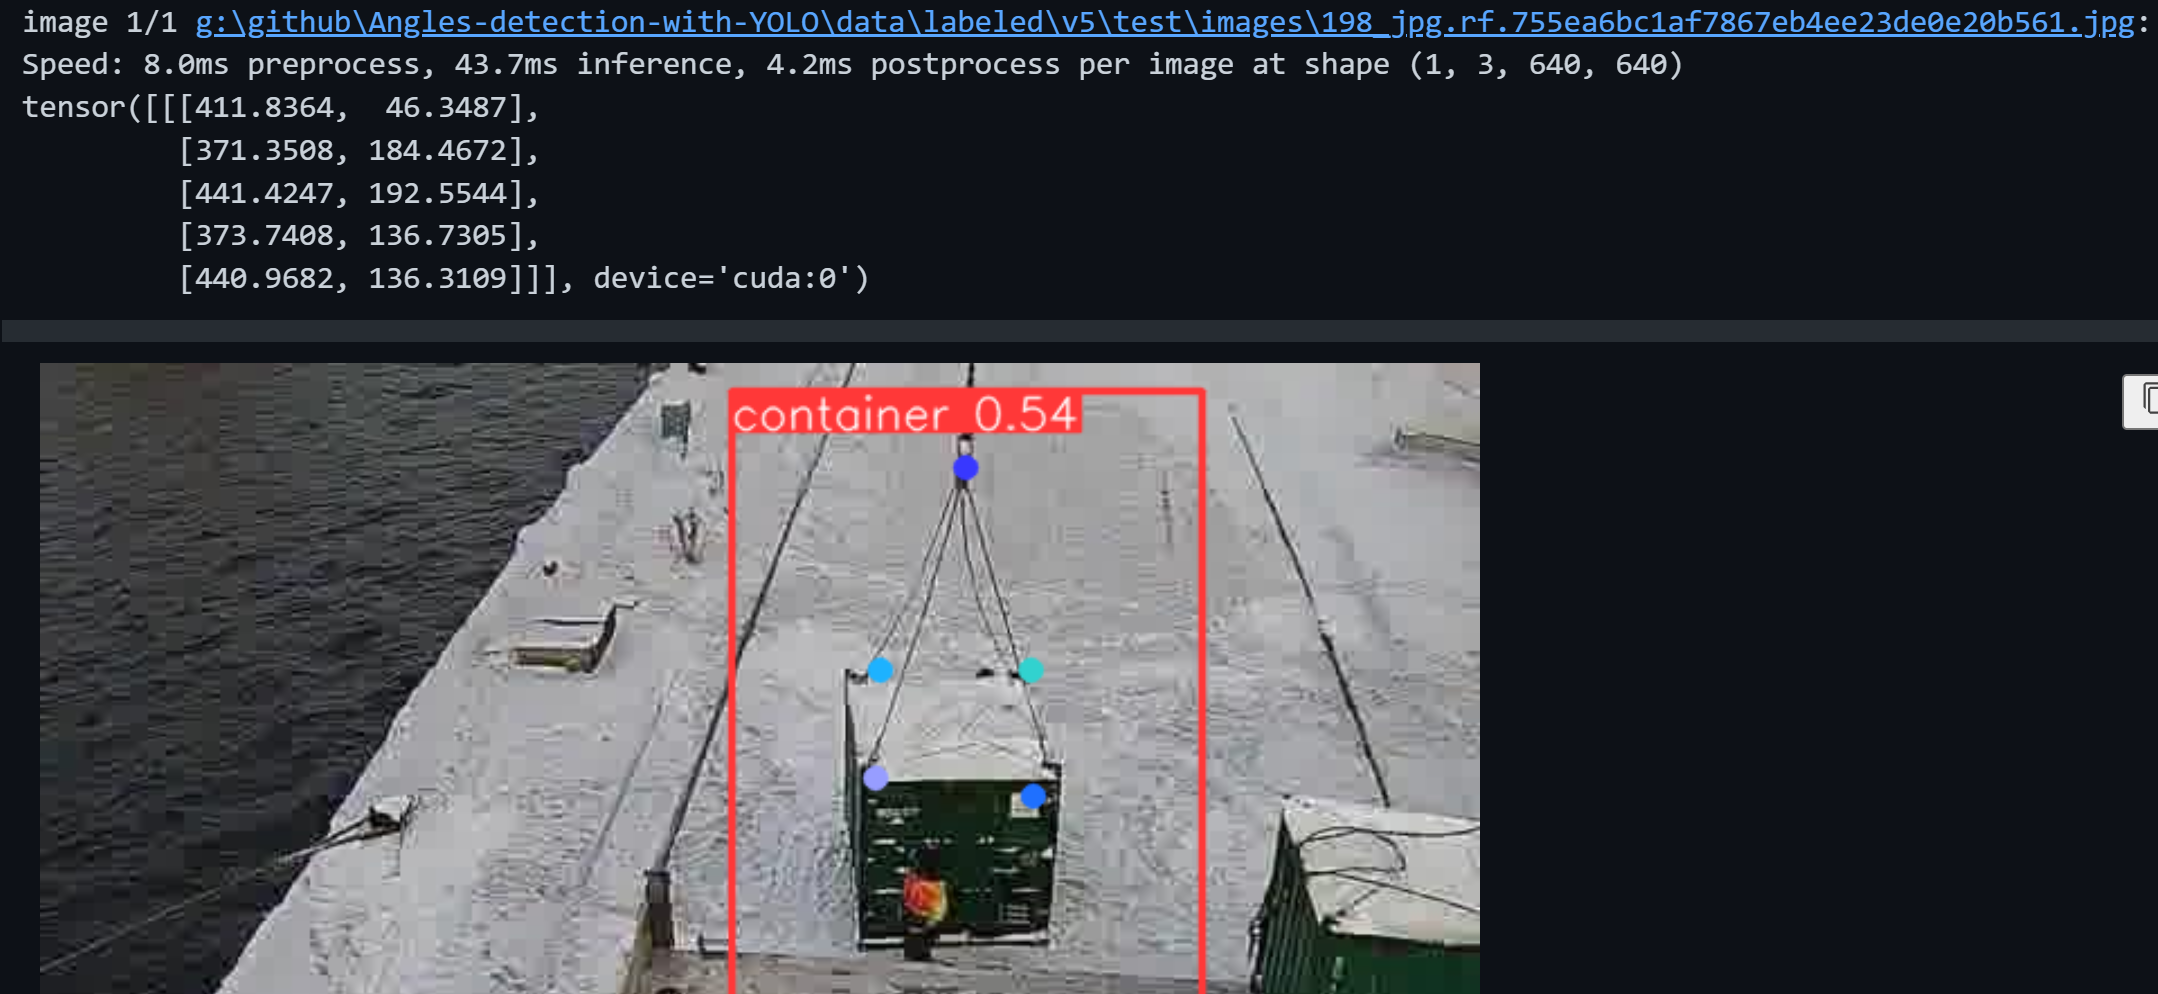 image 1/1 g:\github\Angles-detection-with-YOLO\data\labeled\v5\test\images\198_jpg.rf.755ea6bc1af7867eb4ee23de0e20b561.jpg:
Speed: 8.0ms preprocess, 43.7ms inference, 4.2ms postprocess per image at shape (1, 3, 640, 640)
tensor([[[411.8364,  46.3487],
         [371.3508, 184.4672],
         [441.4247, 192.5544],
         [373.7408, 136.7305],
         [440.9682, 136.3109]]], device='cuda:0')
container 0.54